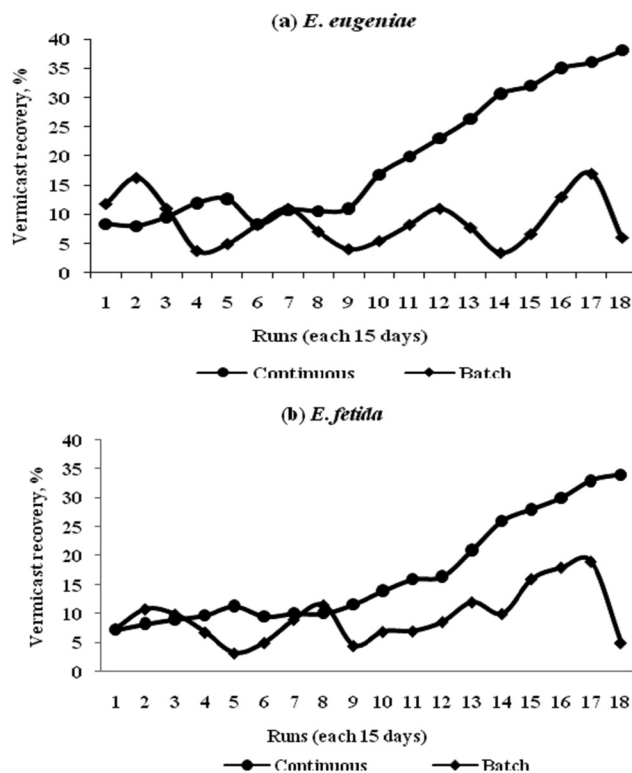 (a) E. eugeniae
Vermicast recovery, %
40
35
30
25
20
15
10
5
0
1 2 3 4 5 6 7 8 9 10 11 12 13 14 15 16 17 18
Runs (each 15 days)
Continuous Batch
(b) E. fetida
Vermicast recovery, %
40
35
30
25
20
15
10
5
0
1 2 3 4 5 6 7 8 9 10 11 12 13 14 15 16 17 18
Runs (each 15 days)
Continuous Batch